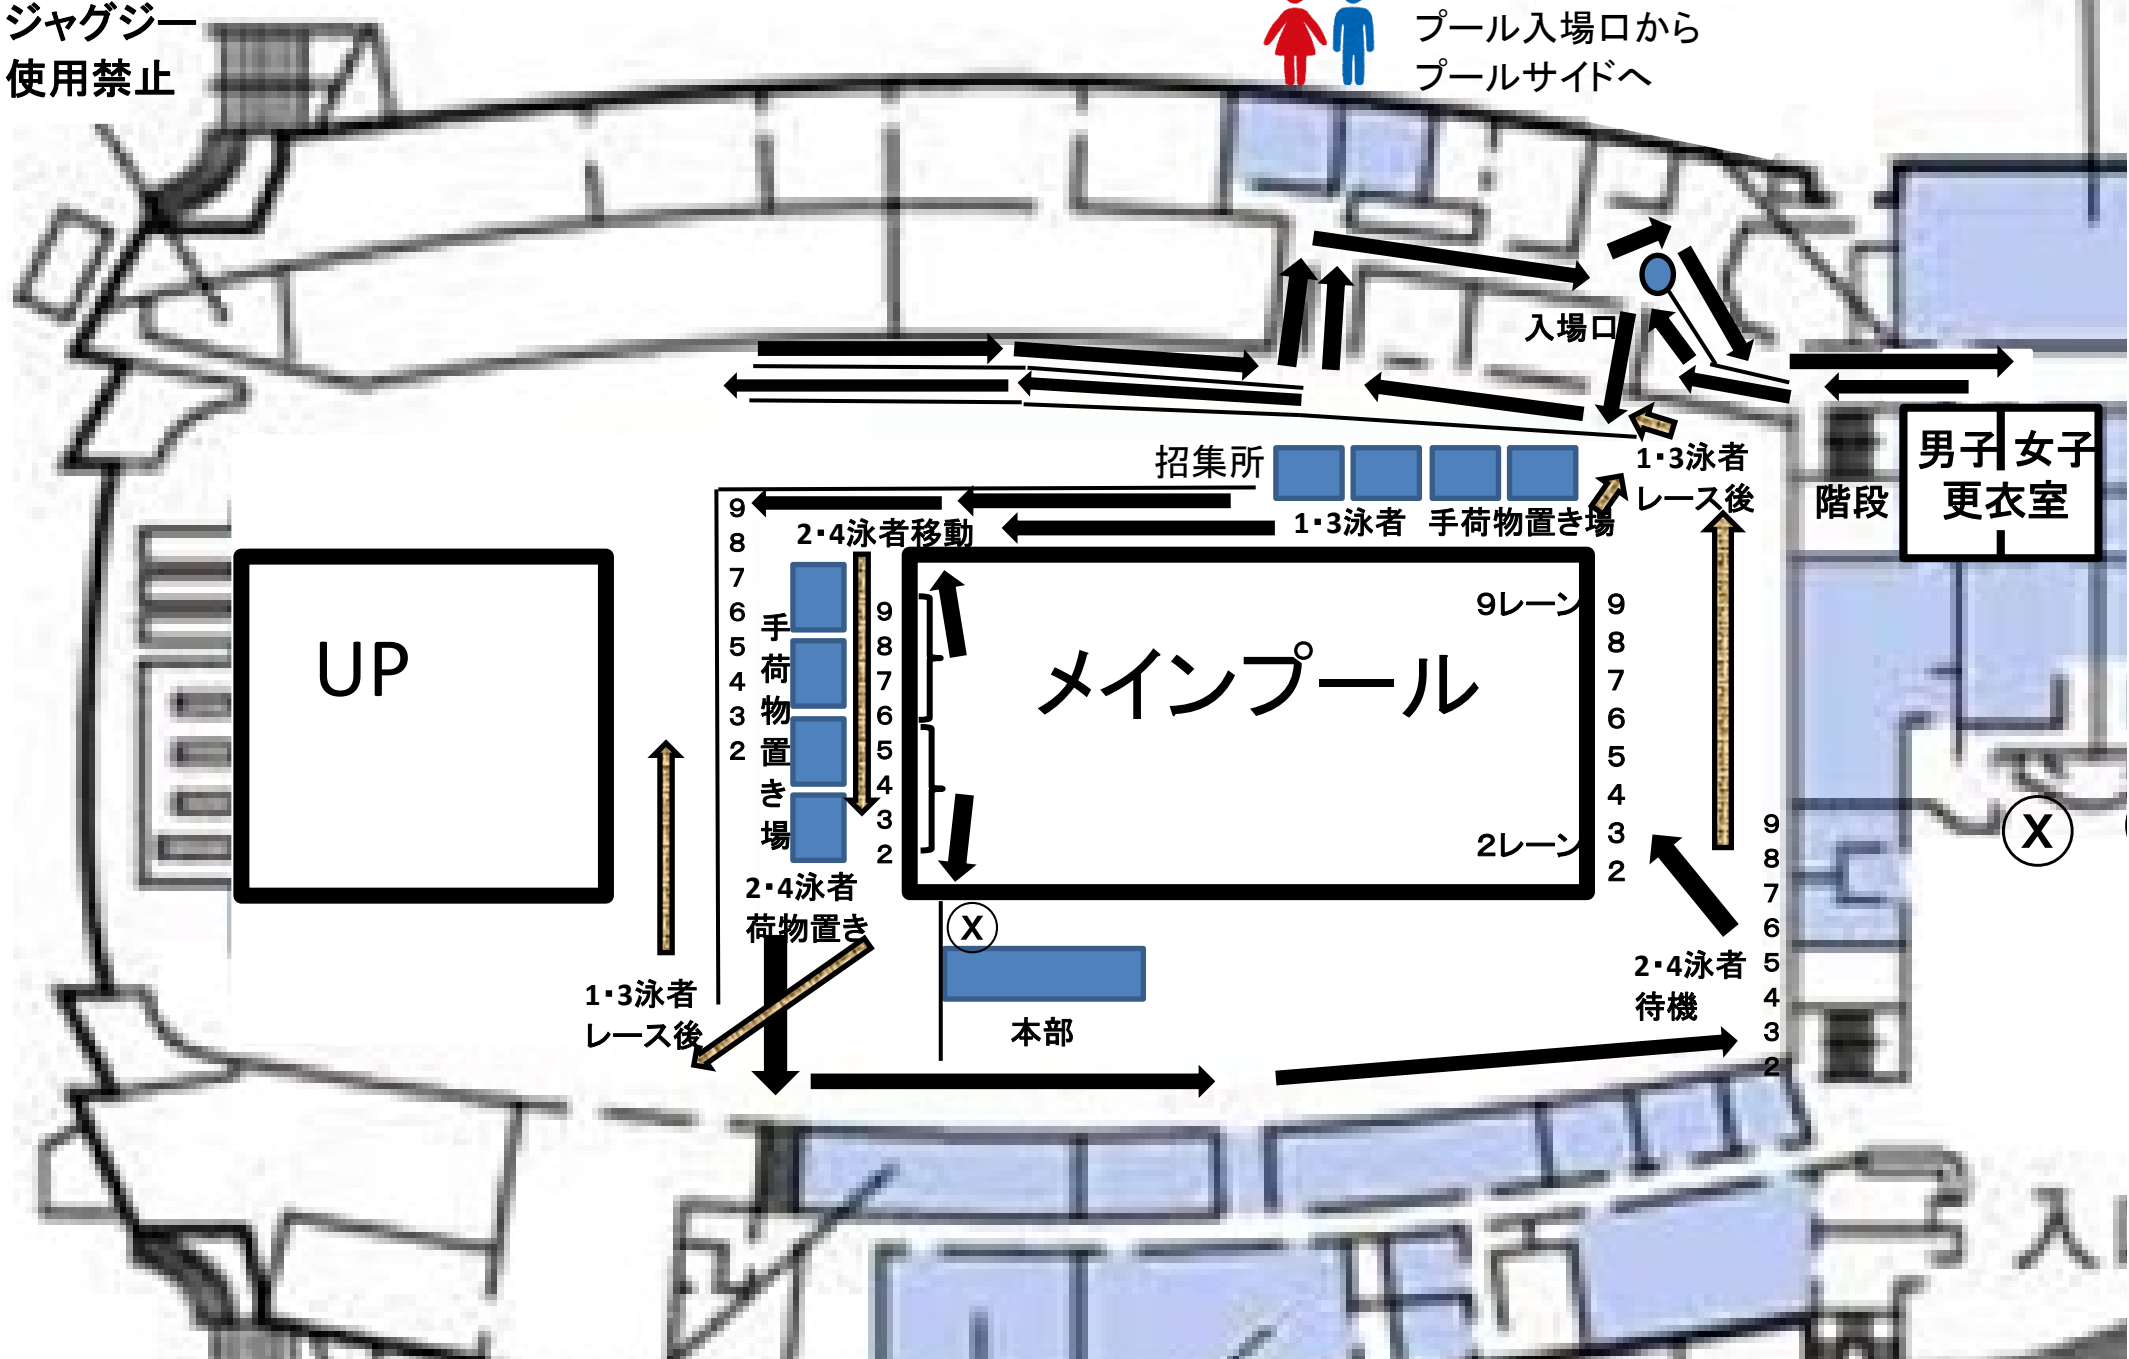 ジャグジー
使用禁止
プール入場口から
プールサイドへ
入場口
招集所
1・3泳者
レース後
男子 女子
更衣室
階段
1・3泳者 手荷物置き場
2・4泳者移動
9
8
7
6
5
4
3
2
手荷物置き場
9
8
7
6
5
4
3
2
UP
メインプール
9レーン
2レーン
9
8
7
6
5
4
3
2
9
8
7
6
5
4
3
2
X
2・4泳者
荷物置き
X
本部
1・3泳者
レース後
2・4泳者
待機
入